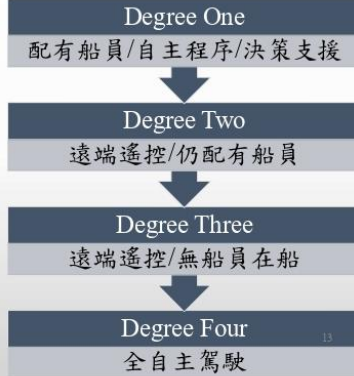 Degree One
配有船員/自主程序/決策支援
Degree Two
遠端遙控/仍配有船員
Degree Three
遠端遙控/無船員在船
Degree Four
13
全自主駕駛